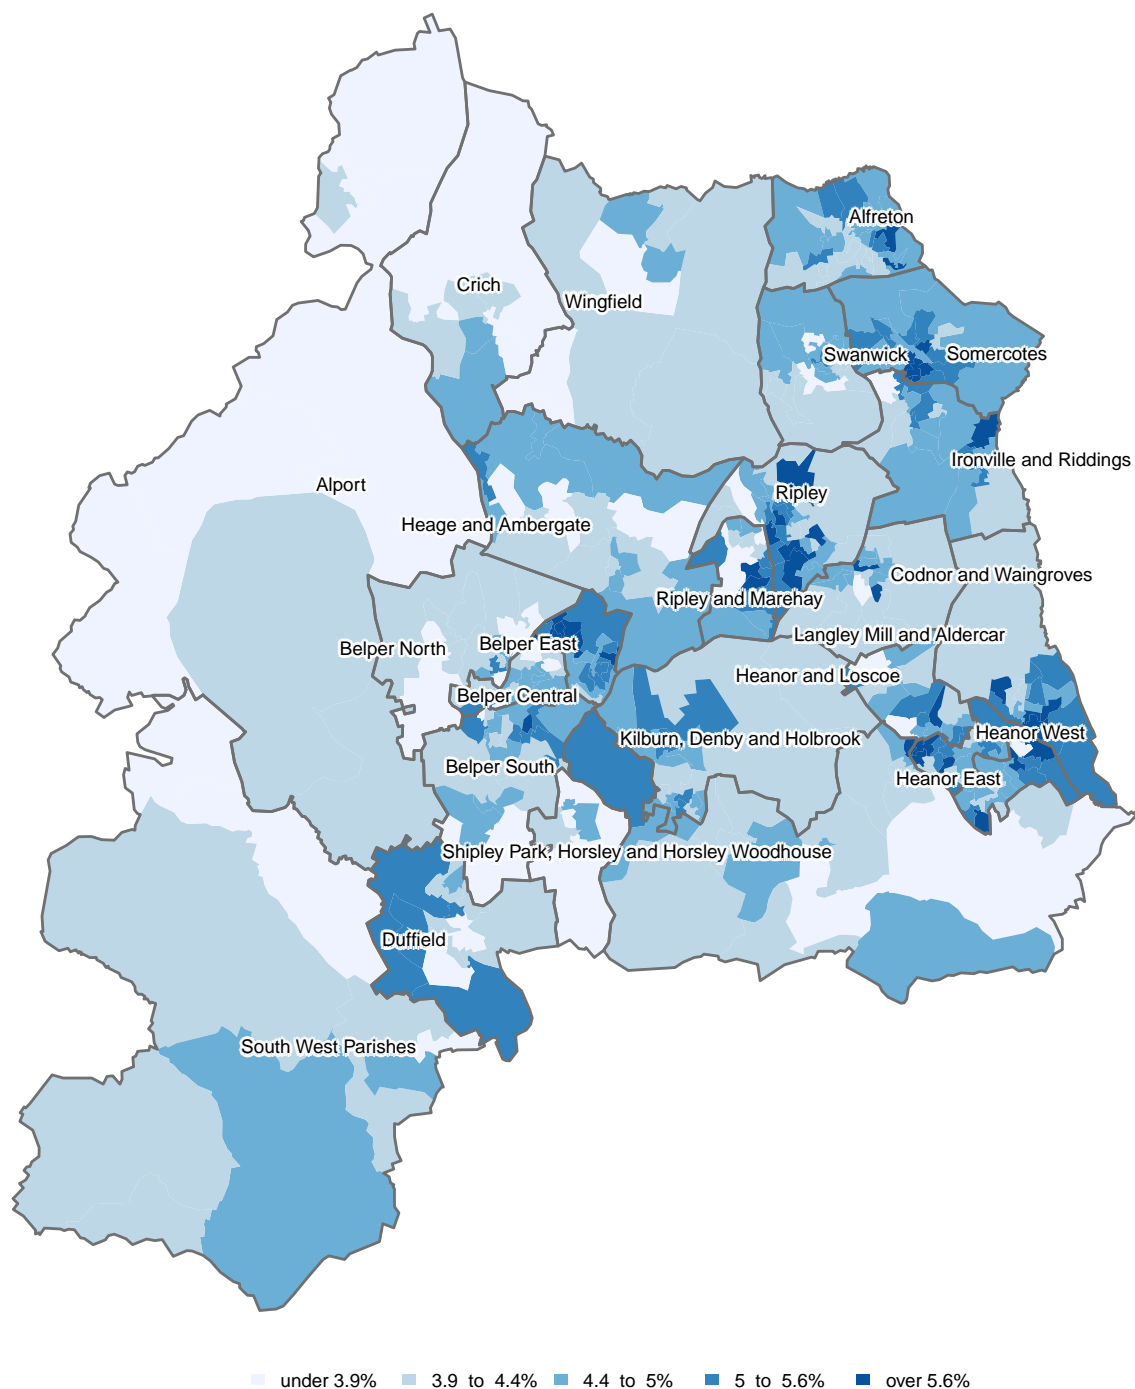 Alfreton
Crich
Wingfield
Swanwick
Somercotes
Ironville and Riddings
Alport
Ripley
Heage and Ambergate
Codnor and Waingroves
Ripley and Marehay
Langley Mill and Aldercar
Belper North
Belper East
Heanor and Loscoe
Belper Central
Heanor West
Kilburn, Denby and Holbrook
Belper South
Heanor East
Shipley Park, Horsley and Horsley Woodhouse
Duffield
South West Parishes
under 3.9% 3.9 to 4.4% 4.4 to 5% 5 to 5.6% over 5.6%